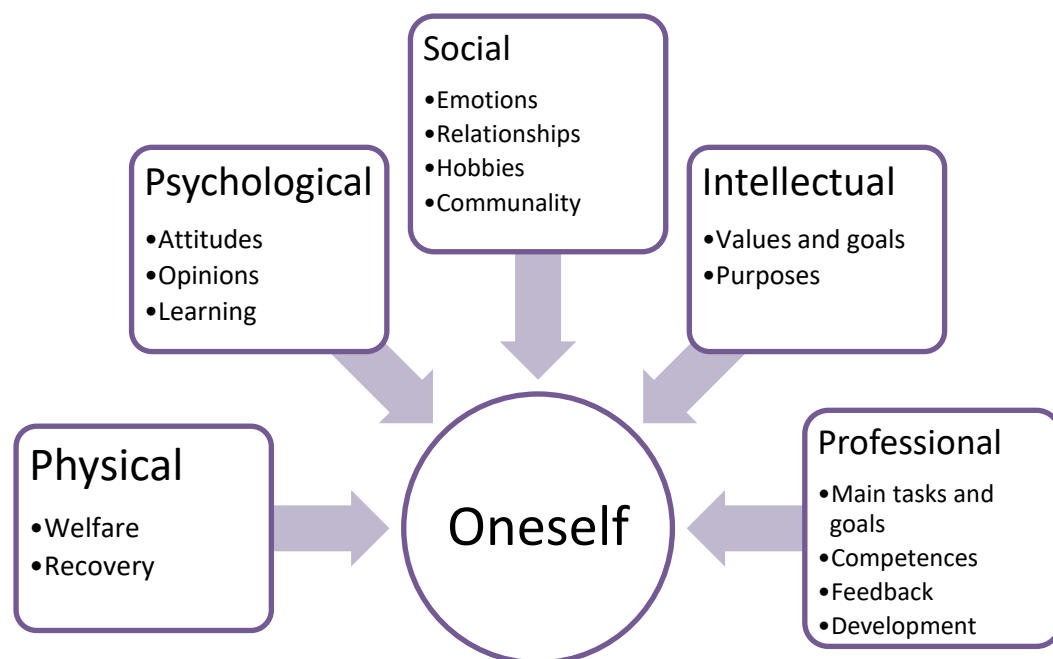 Social
•Emotions
•Relationships
•Hobbies
•Communality
Psychological
•Attitudes
•Opinions
•Learning
Intellectual
•Values and goals
•Purposes
Physical
•Welfare
•Recovery
Professional
•Main tasks and
goals
•Competences
•Feedback
•Development
Oneself